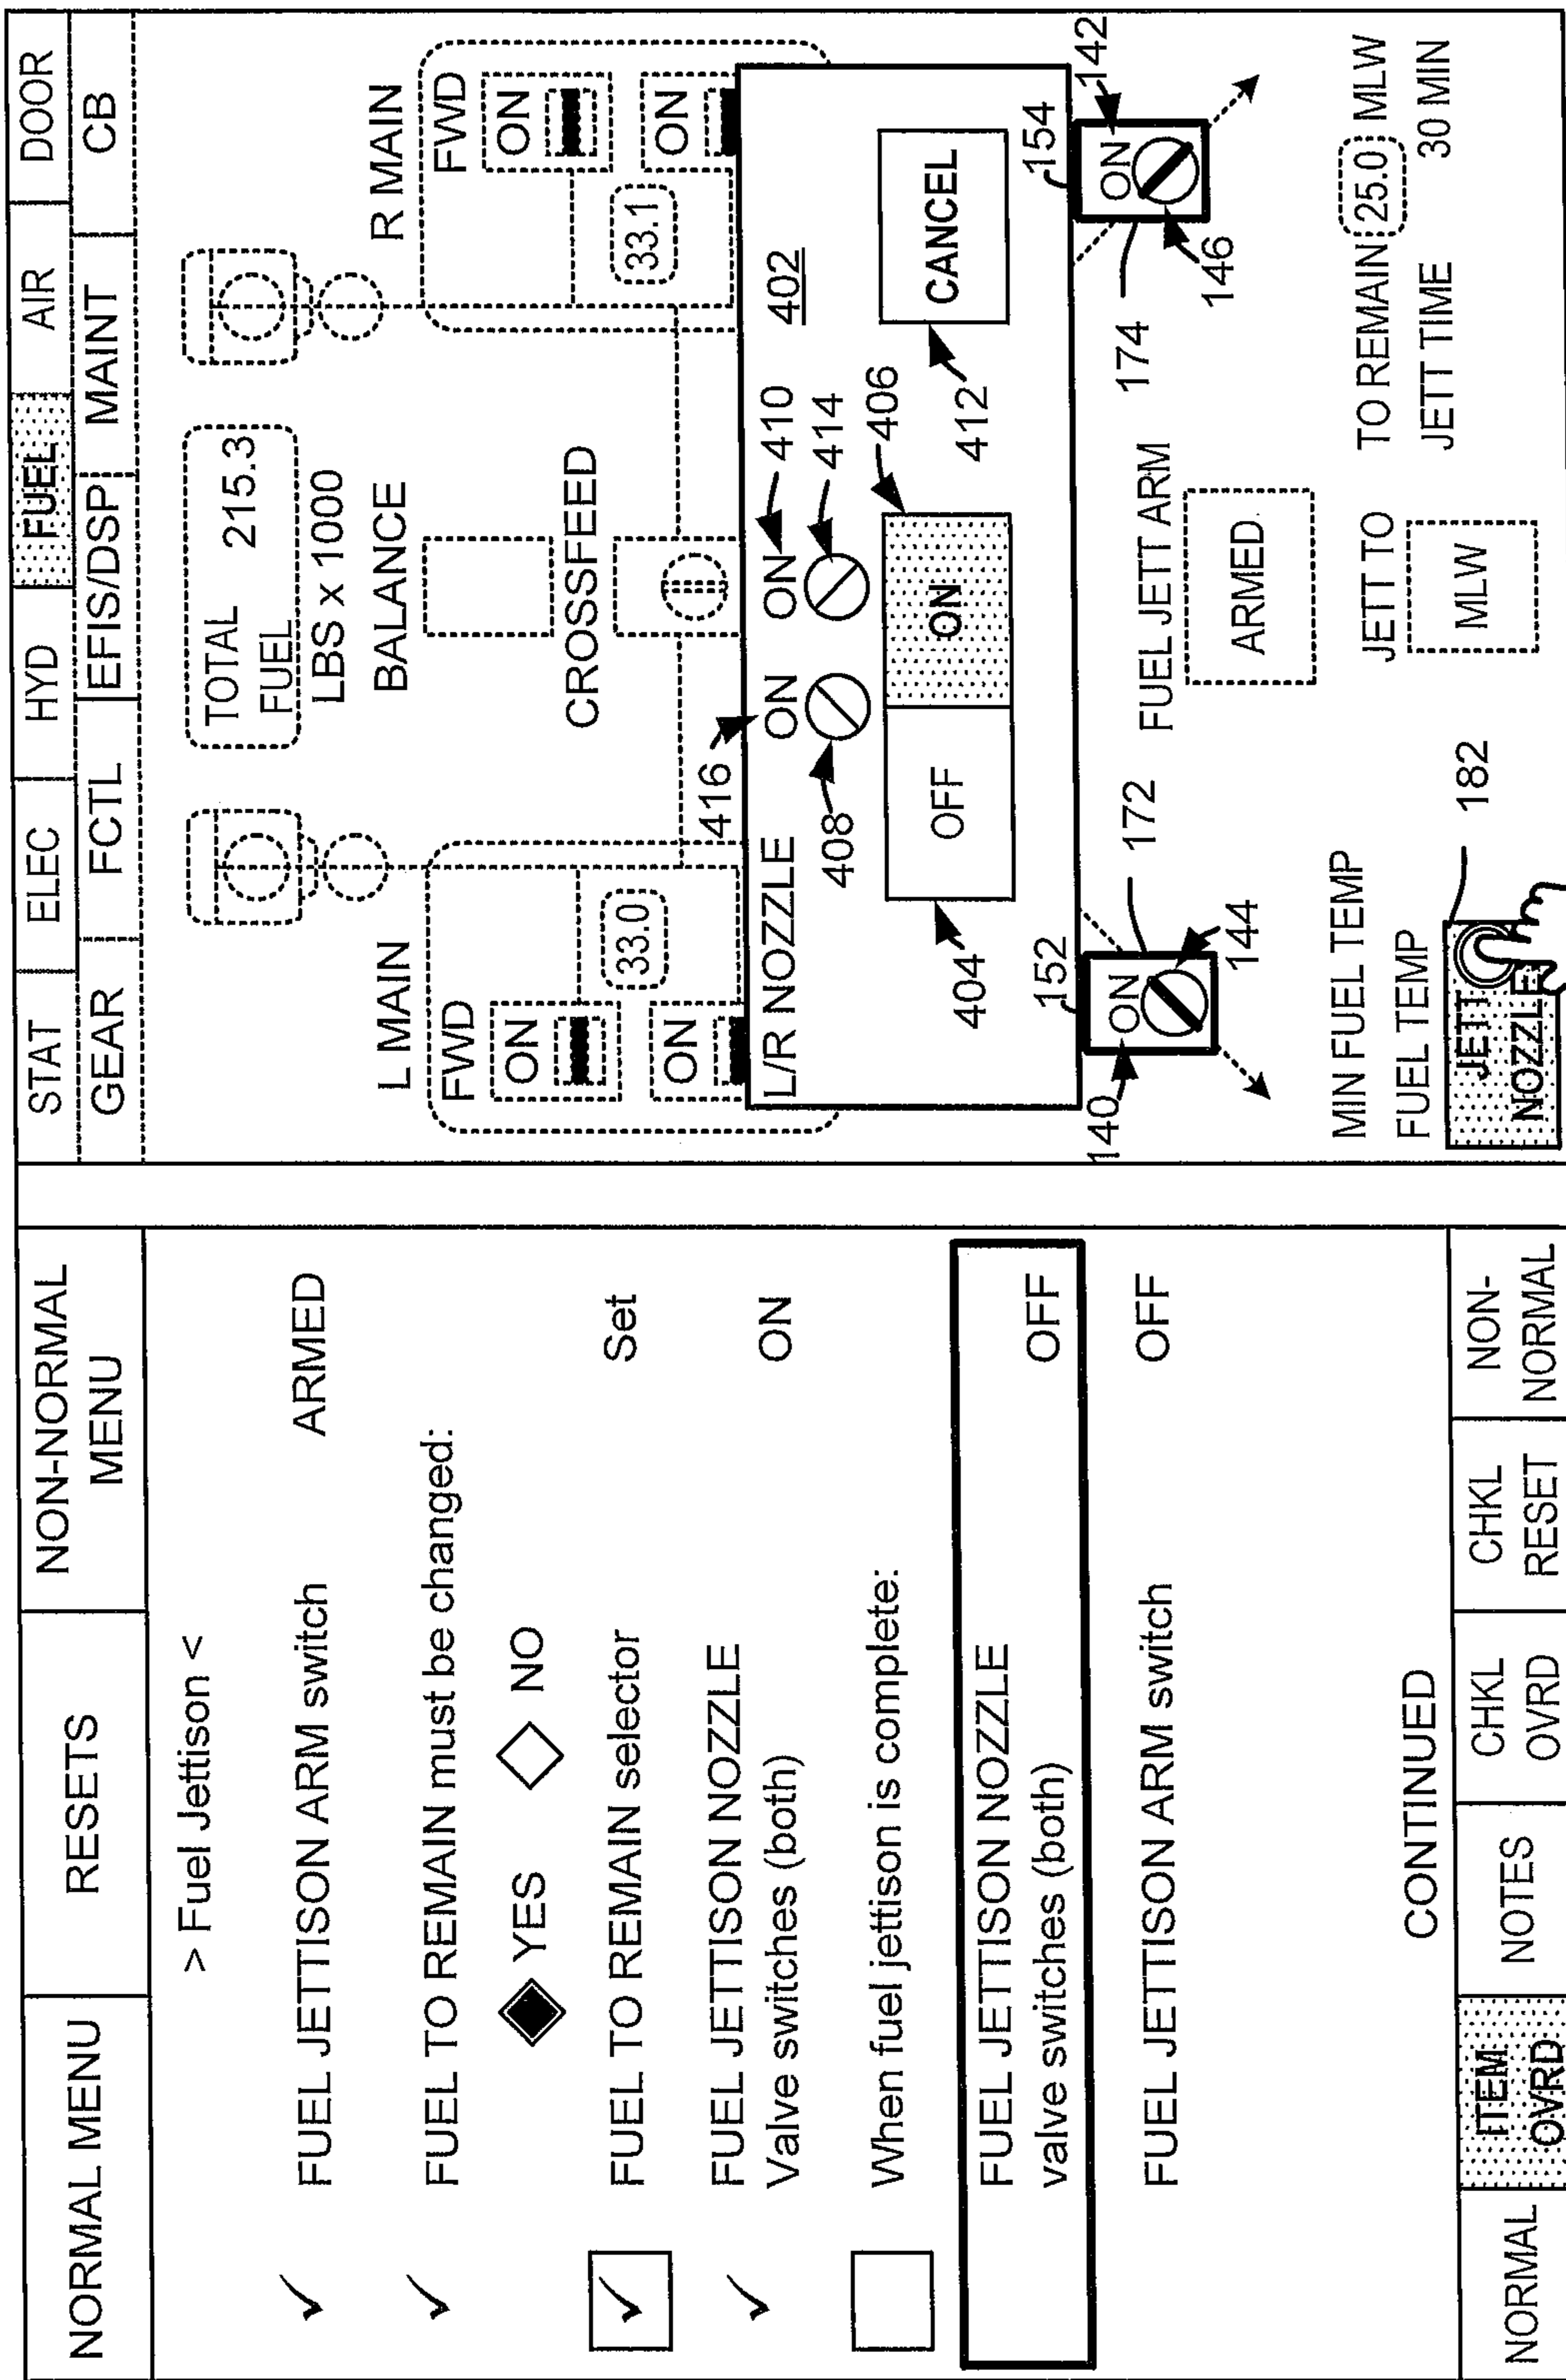 NORMAL MENU
RESETS
NON-NORMAL
MENU
> Fuel Jettison <
FUEL JETTISON ARM switch ARMED
FUEL TO REMAIN must be changed:
YES NO
FUEL TO REMAIN selector Set
FUEL JETTISON NOZZLE
Valve switches (both) ON
When fuel jettison is complete:
FUEL JETTISON NOZZLE
valve switches (both) OFF
FUEL JETTISON ARM switch OFF
CONTINUED
NORMAL
ITEM
OVRD
NOTES
CHKL
OVRD
CHKL
RESET
NON-
NORMAL
STAT ELEC HYD FUEL AIR DOOR
GEAR FCTL EFIS/DSP MAINT CB
TOTAL 215.3
FUEL
LBS x 1000
L MAIN BALANCE R MAIN
FWD FWD
ON ON
CROSSFEED
33.0 33.1
ON ON
416
L/R NOZZLE ON ON 410 402
408 414
406
OFF ON CANCEL
404 412
152 154
140 ON 172 174 ON 142
144 146
FUEL JETT ARM
ARMED
MIN FUEL TEMP JETT TO TO REMAIN 25.0 MLW
FUEL TEMP MLW JETT TIME 30 MIN
JETT
NOZZLE
182